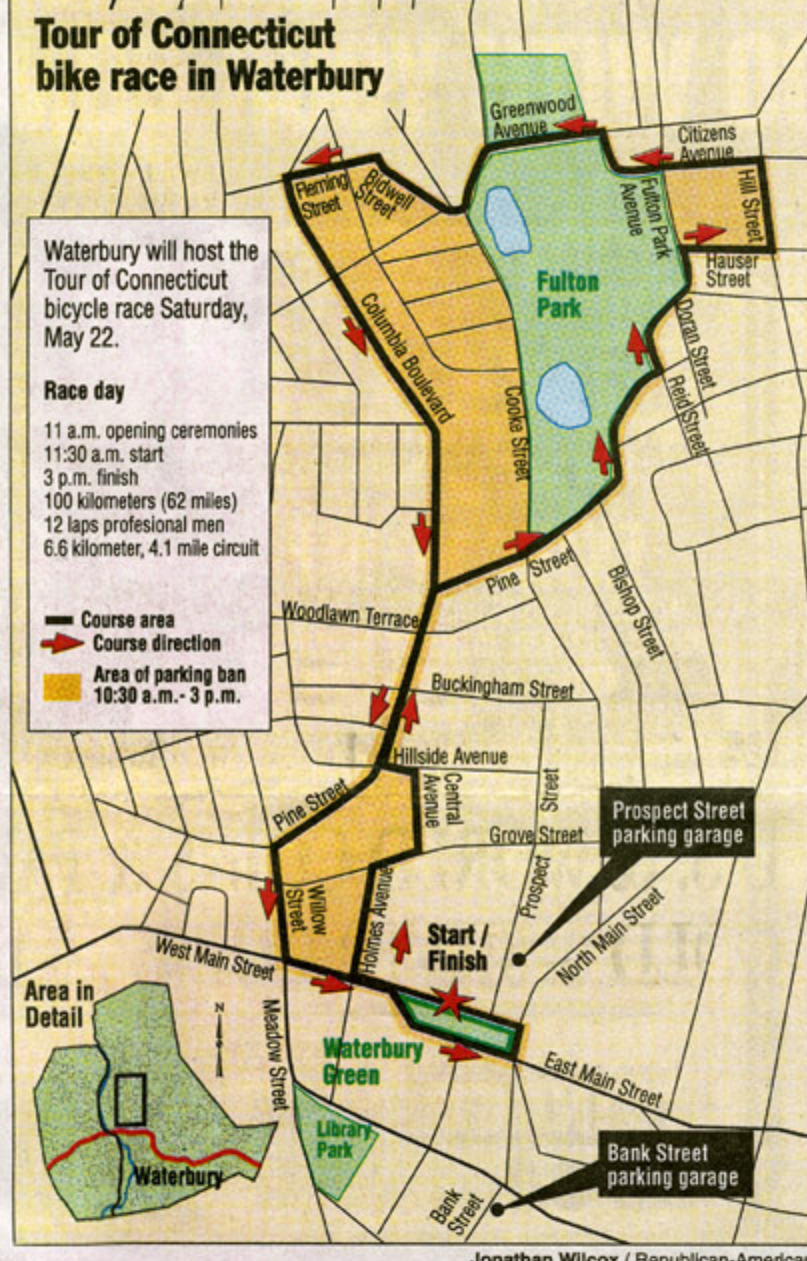 Tour of Connecticut
bike race in Waterbury
Greenwood
Avenue
Citizens
Avenue
Fleming
Street
Bidwell
Street
Fulton Park
Avenue
Hill Street
Hauser
Street
Waterbury will host the
Tour of Connecticut
bicycle race Saturday,
May 22.
Race day
11 a.m. opening ceremonies
11:30 a.m. start
3 p.m. finish
100 kilometers (62 miles)
12 laps profesional men
6.6 kilometer, 4.1 mile circuit
Course area
Course direction
Area of parking ban
10:30 a.m.- 3 p.m.
Fulton
Park
Columbia Boulevard
Cooke Street
Doran Street
Reid Street
Pine Street
Bishop Street
Woodlawn Terrace
Buckingham Street
Hillside Avenue
Central
Avenue
Pine Street
Grove Street
Prospect Street
Prospect Street
parking garage
Willow
Street
Holmes Avenue
Start /
Finish
North Main Street
West Main Street
Area in
Detail
N
Meadow Street
Waterbury
Green
East Main Street
Library
Park
Waterbury
Bank Street
parking garage
Bank
Street
Jonathan Wilcox / Republican-American